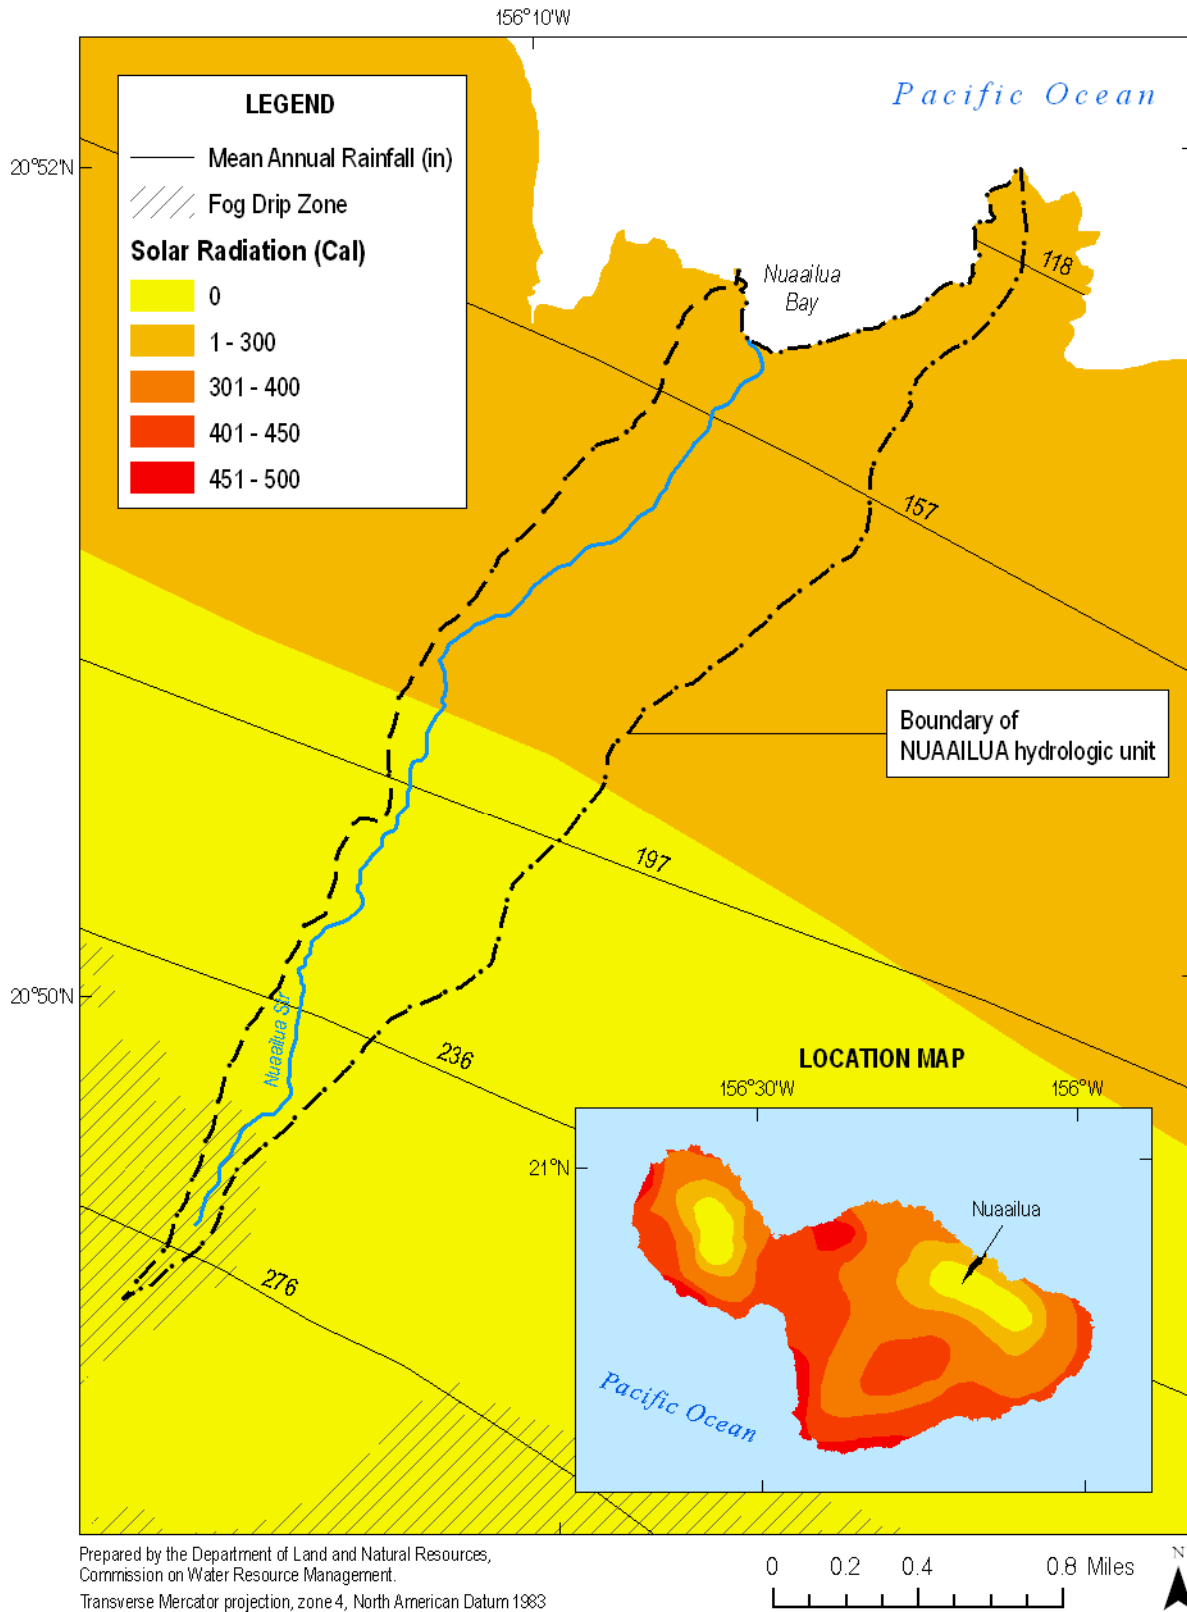 156°10'W
Pacific Ocean
LEGEND
Mean Annual Rainfall (in)
Fog Drip Zone
Solar Radiation (Cal)
0
1 - 300
301 - 400
401 - 450
451 - 500
20°52'N
Nuaailua
Bay
118
157
Boundary of
NUAAILUA hydrologic unit
197
20°50'N
Nuaailua Str
236
276
LOCATION MAP
156°30'W
156°W
21°N
Nuaailua
Pacific Ocean
Prepared by the Department of Land and Natural Resources,
Commission on Water Resource Management.
Transverse Mercator projection, zone 4, North American Datum 1983
0 0.2 0.4 0.8 Miles
N